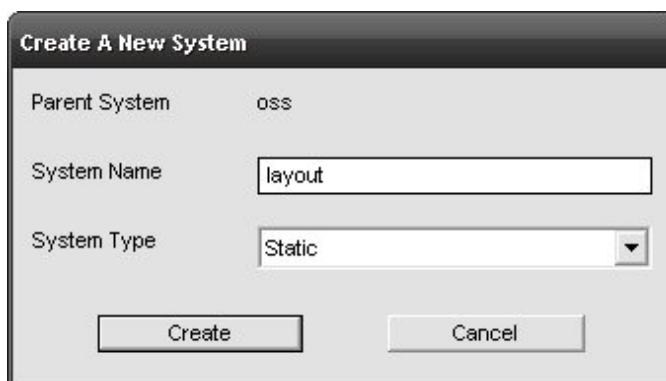 Create A New System
Parent System oss
System Name layout
System Type Static
Create Cancel